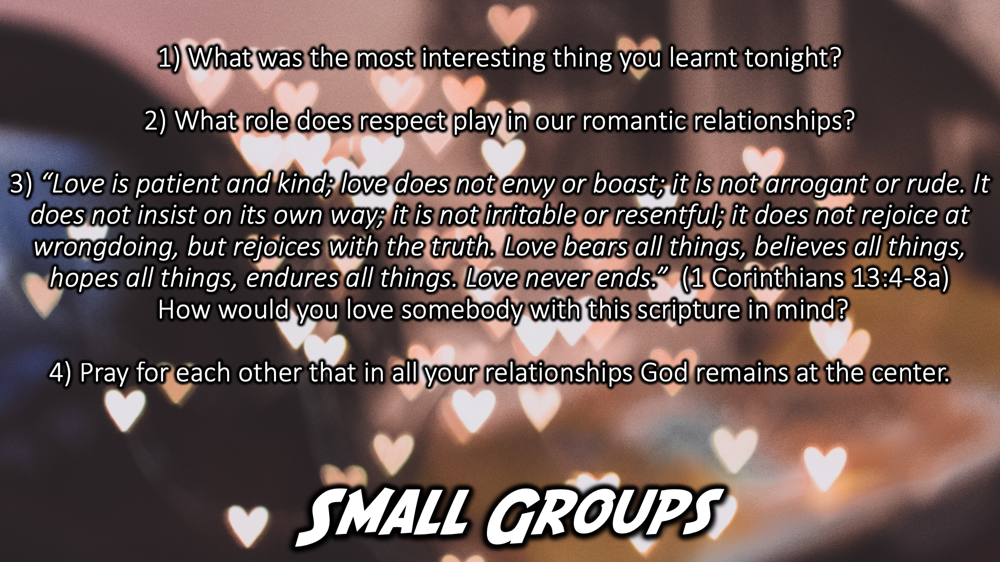 1) What was the most interesting thing you learnt tonight?
2) What role does respect play in our romantic relationships?
3) “Love is patient and kind; love does not envy or boast; it is not arrogant or rude. It
does not insist on its own way; it is not irritable or resentful; it does not rejoice at
wrongdoing, but rejoices with the truth. Love bears all things, believes all things,
hopes all things, endures all things. Love never ends.” (1 Corinthians 13:4-8a)
How would you love somebody with this scripture in mind?
4) Pray for each other that in all your relationships God remains at the center.
SMALL GROUPS